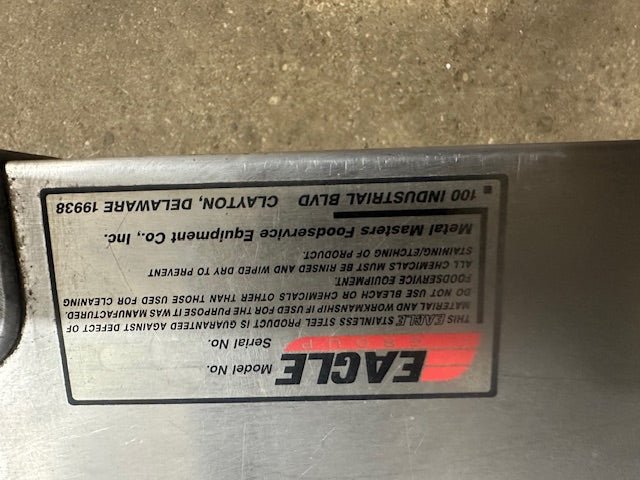 EAGLE
GROUP
Model No.
Serial No.
THIS EAGLE STAINLESS STEEL PRODUCT IS GUARANTEED AGAINST DEFECT OF
MATERIAL AND WORKMANSHIP IF USED FOR THE PURPOSE IT WAS MANUFACTURED.
DO NOT USE BLEACH OR CHEMICALS OTHER THAN THOSE USED FOR CLEANING
FOODSERVICE EQUIPMENT.
ALL CHEMICALS MUST BE RINSED AND WIPED DRY TO PREVENT
STAINING/ETCHING OF PRODUCT.
Metal Masters Foodservice Equipment Co., Inc.
100 INDUSTRIAL BLVD CLAYTON, DELAWARE 19938